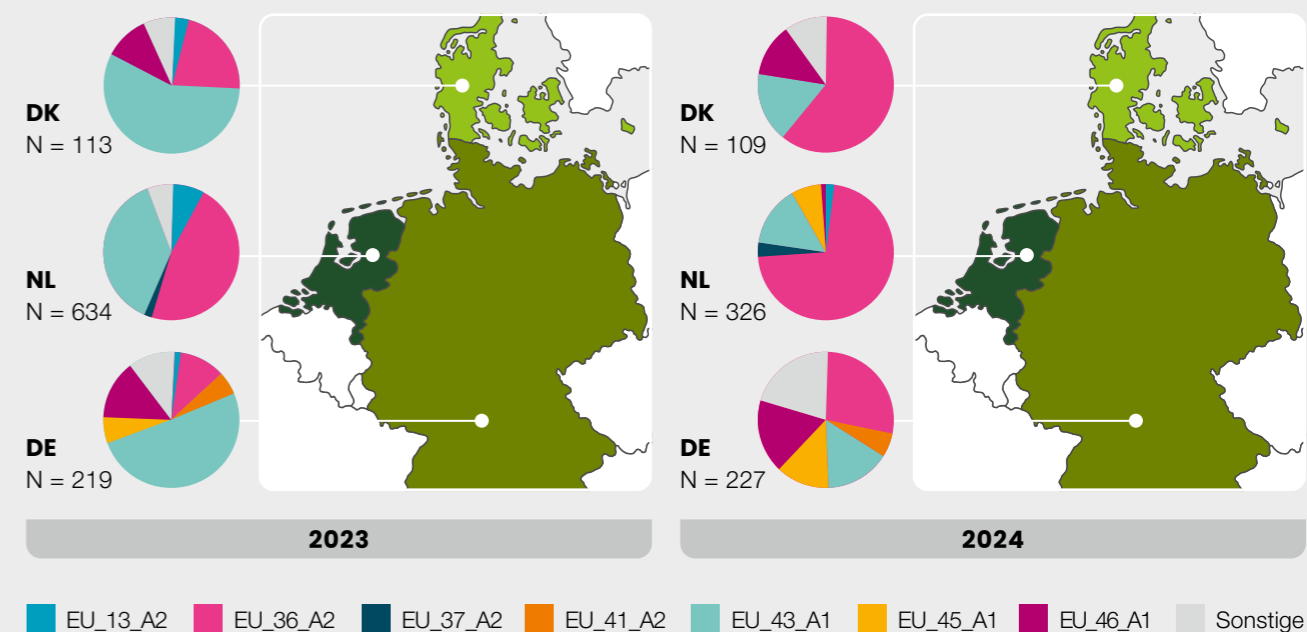 DK
N = 113
NL
N = 634
DE
N = 219
2023
DK
N = 109
NL
N = 326
DE
N = 227
2024
EU_13_A2 EU_36_A2 EU_37_A2 EU_41_A2 EU_43_A1 EU_45_A1 EU_46_A1 Sonstige